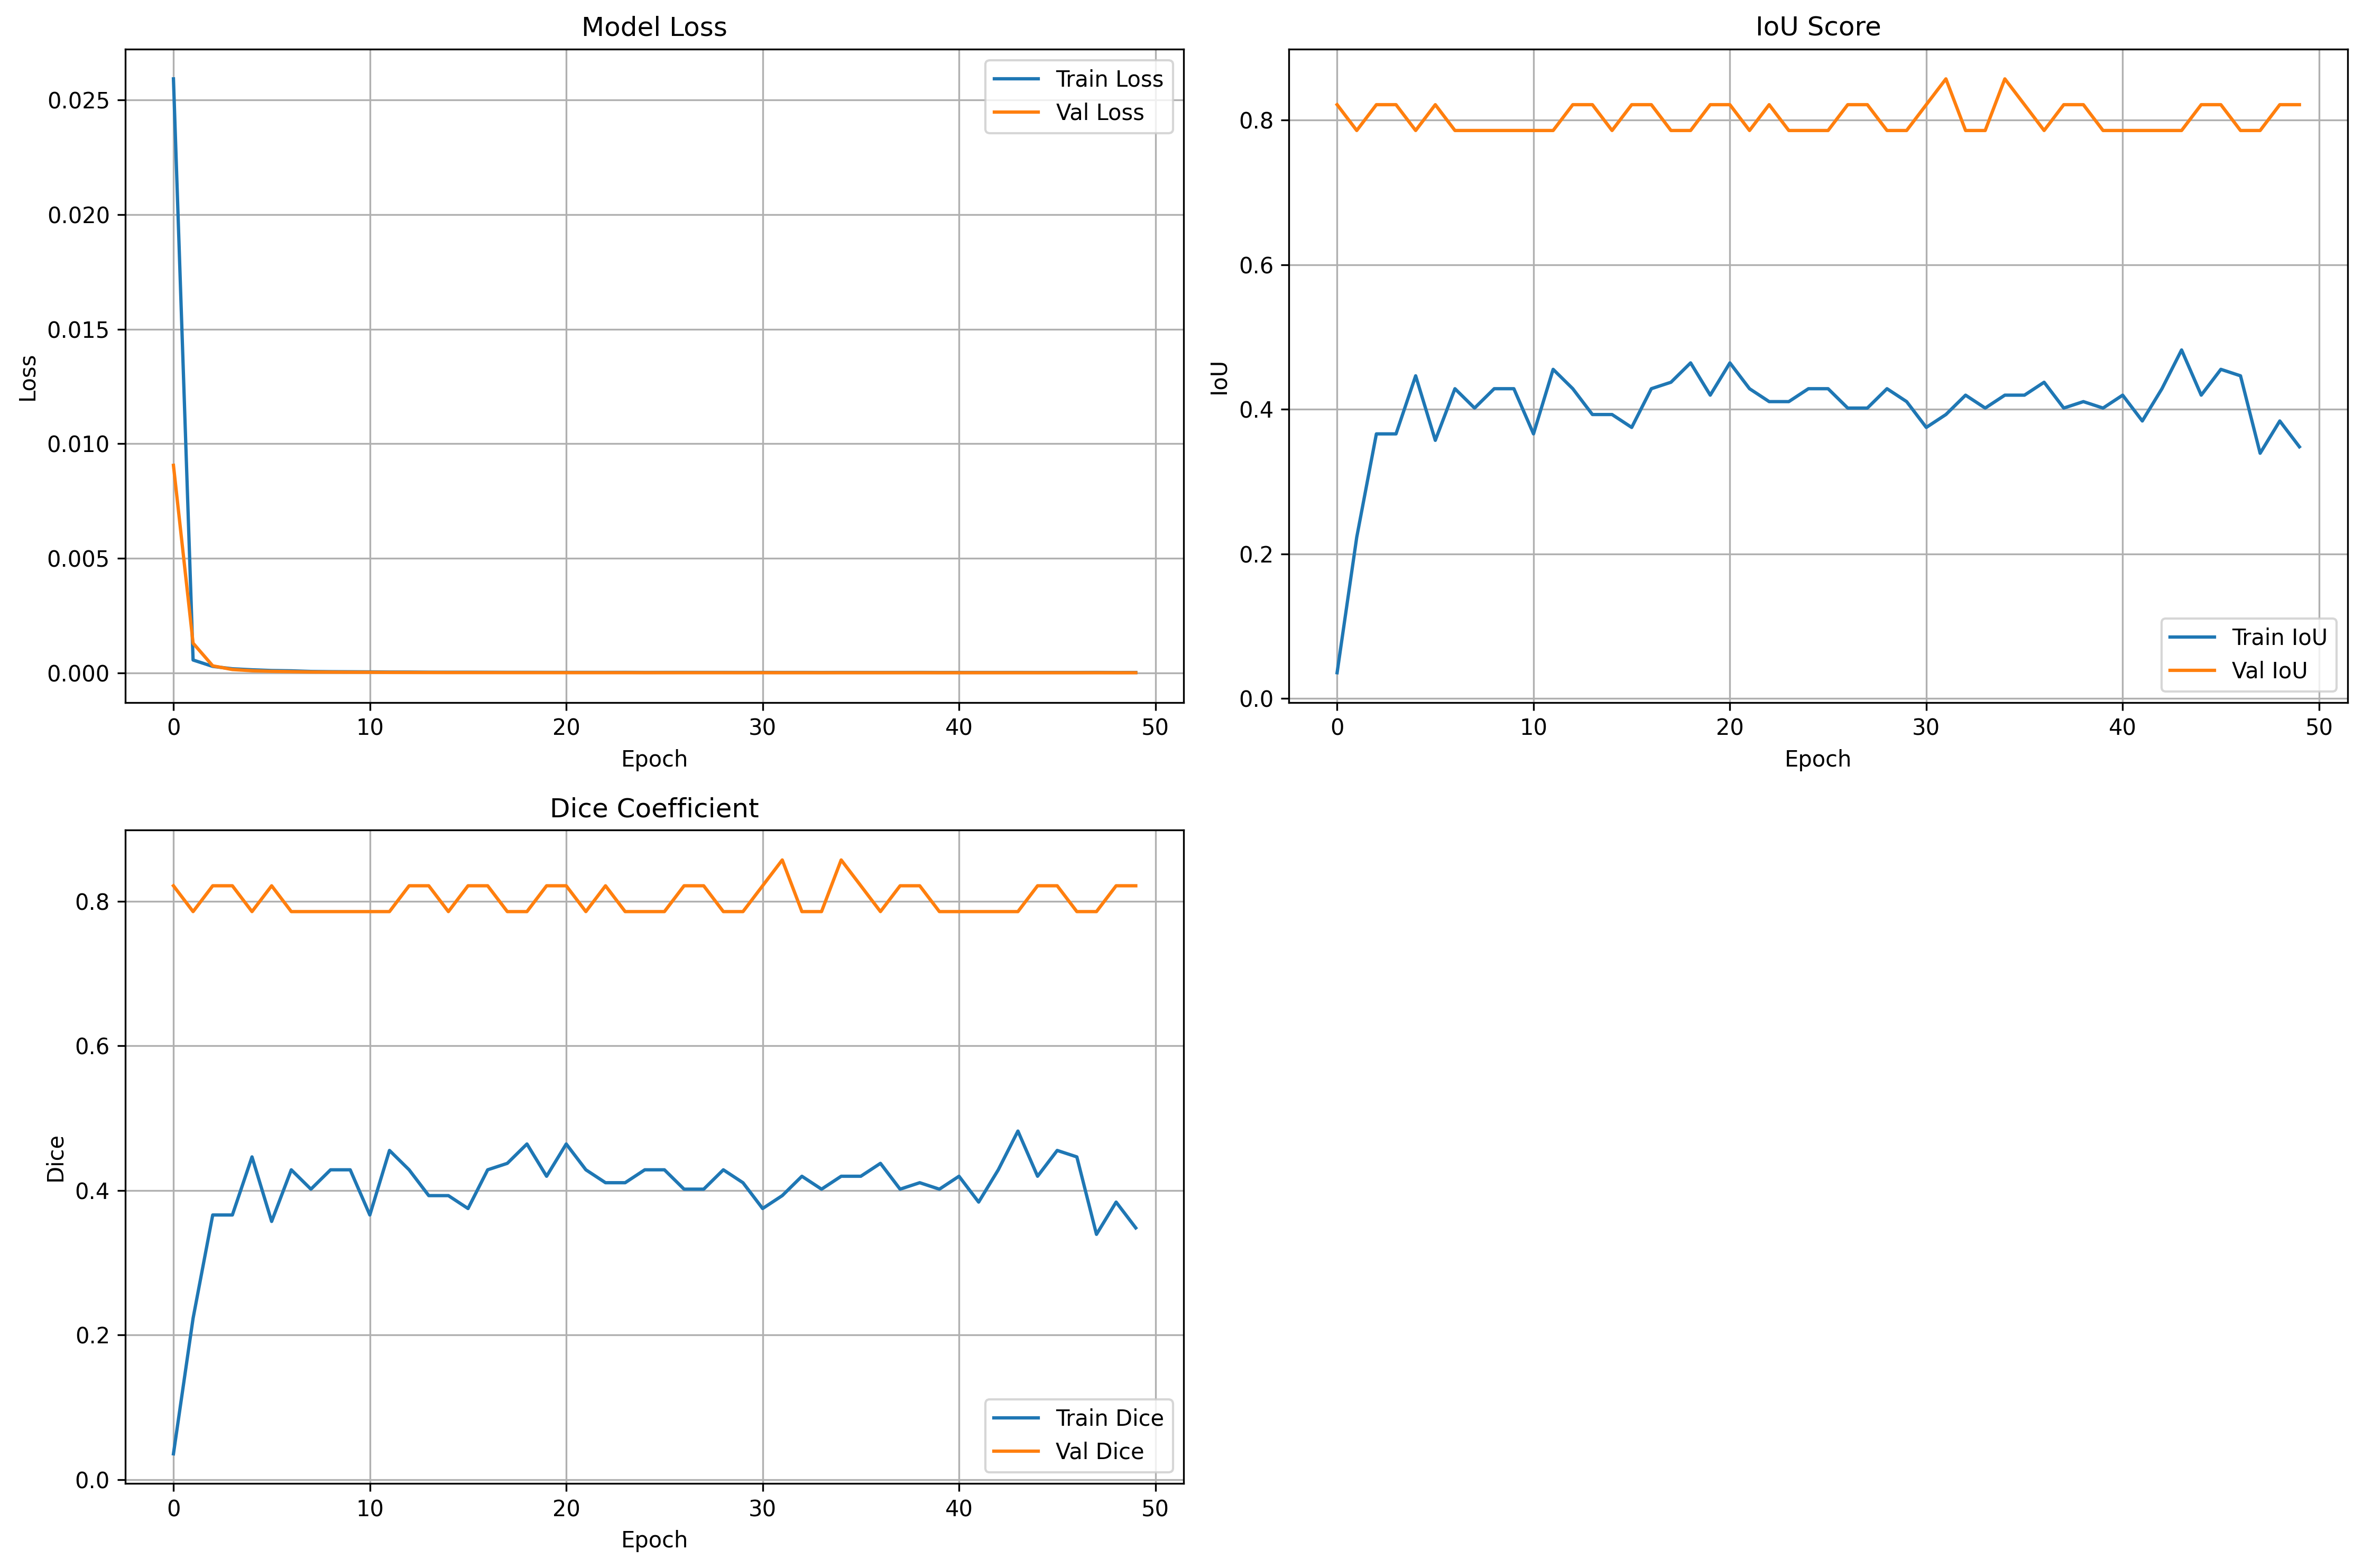 Model Loss
Train Loss
Val Loss
0.025
0.020
0.015
0.010
0.005
0.000
Loss
0 10 20 30 40 50
Epoch
IoU Score
0.8
0.6
0.4
0.2
0.0
IoU
Train IoU
Val IoU
0 10 20 30 40 50
Epoch
Dice Coefficient
0.8
0.6
0.4
0.2
0.0
Dice
Train Dice
Val Dice
0 10 20 30 40 50
Epoch